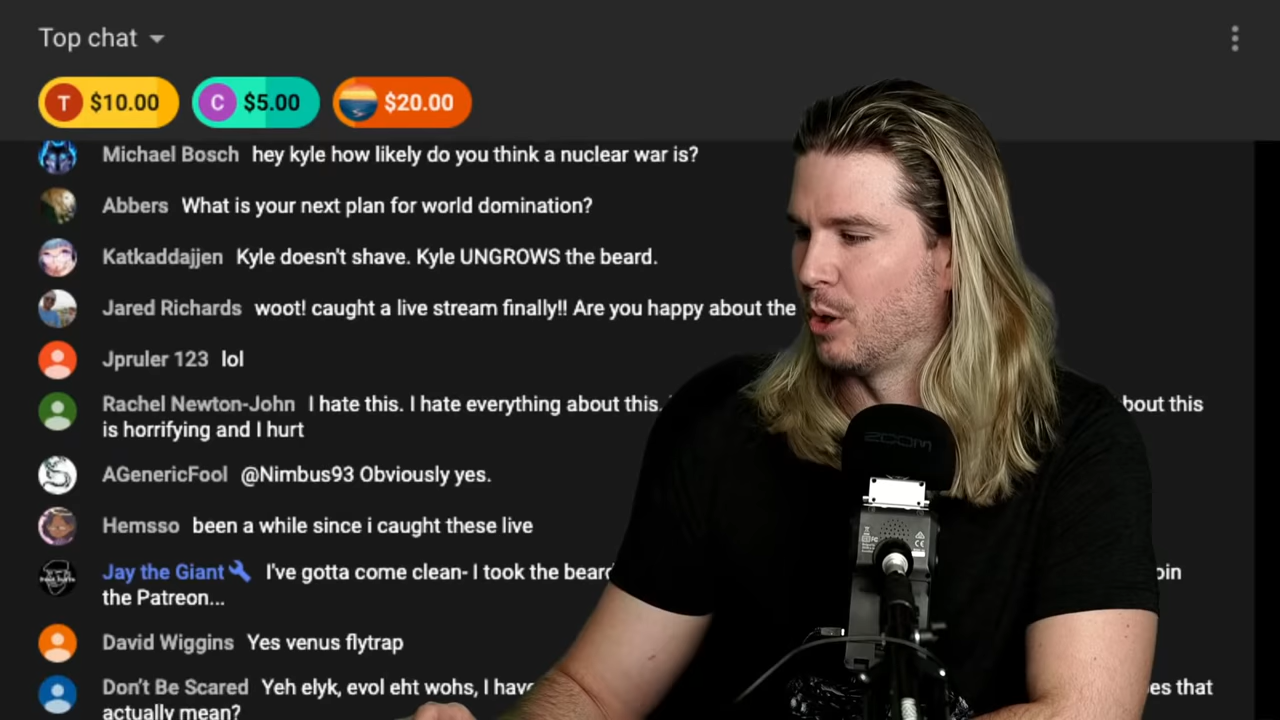 Top chat
T $10.00 C $5.00 $20.00
Michael Bosch hey kyle how likely do you think a nuclear war is?
Abbers What is your next plan for world domination?
Katkaddajjen Kyle doesn't shave. Kyle UNGROWS the beard.
Jared Richards woot! caught a live stream finally!! Are you happy about the
Jpruler 123 lol
Rachel Newton-John I hate this. I hate everything about this. bout this
is horrifying and I hurt
AGenericFool @Nimbus93 Obviously yes.
Hemsso been a while since i caught these live
Jay the Giant I've gotta come clean- I took the beard oin
the Patreon...
David Wiggins Yes venus flytrap
Don't Be Scared Yeh elyk, evol eht wohs, I have es that
actually mean?
ZOOM